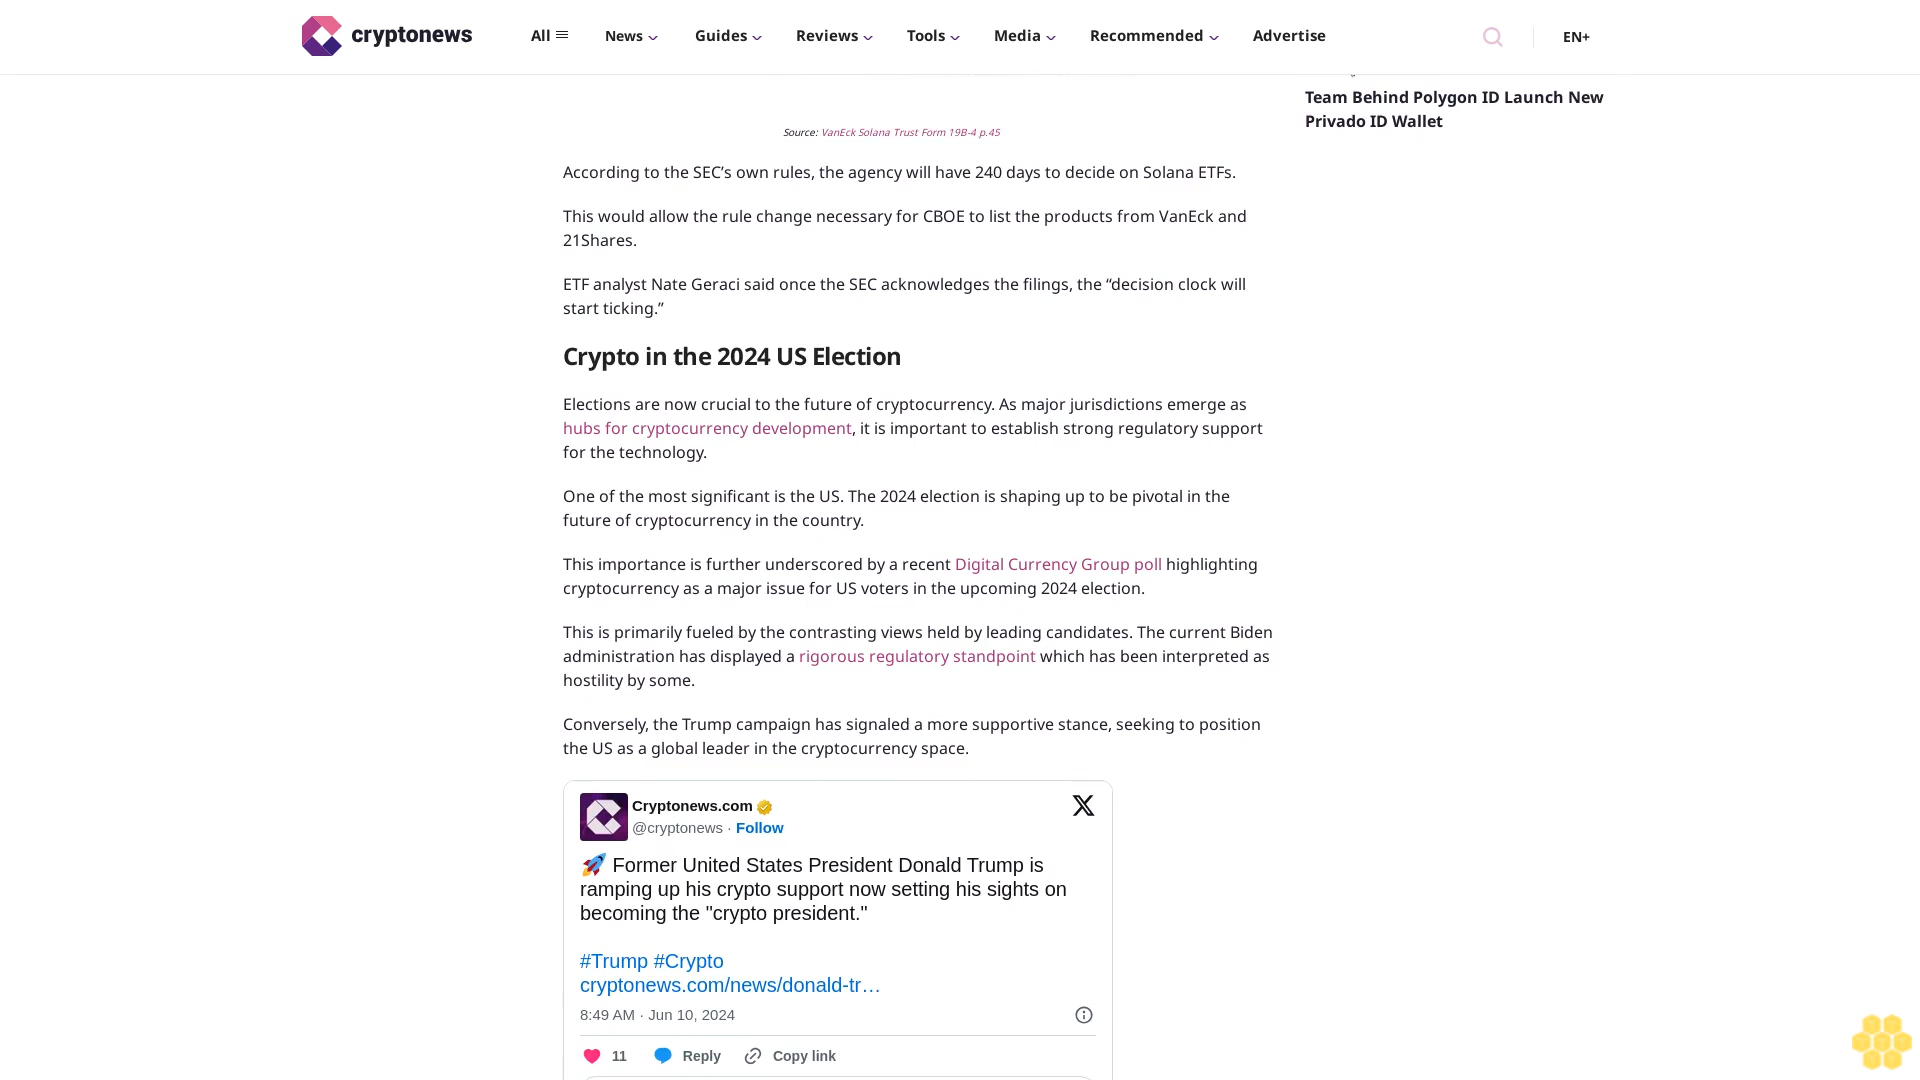 cryptonews
All
News
Guides
Reviews
Tools
Media
Recommended
Advertise
EN+
Team Behind Polygon ID Launch New
Privado ID Wallet
Source: VanEck Solana Trust Form 19B-4 p.45
According to the SEC’s own rules, the agency will have 240 days to decide on Solana ETFs.
This would allow the rule change necessary for CBOE to list the products from VanEck and
21Shares.
ETF analyst Nate Geraci said once the SEC acknowledges the filings, the “decision clock will
start ticking.”
Crypto in the 2024 US Election
Elections are now crucial to the future of cryptocurrency. As major jurisdictions emerge as
hubs for cryptocurrency development, it is important to establish strong regulatory support
for the technology.
One of the most significant is the US. The 2024 election is shaping up to be pivotal in the
future of cryptocurrency in the country.
This importance is further underscored by a recent Digital Currency Group poll highlighting
cryptocurrency as a major issue for US voters in the upcoming 2024 election.
This is primarily fueled by the contrasting views held by leading candidates. The current Biden
administration has displayed a rigorous regulatory standpoint which has been interpreted as
hostility by some.
Conversely, the Trump campaign has signaled a more supportive stance, seeking to position
the US as a global leader in the cryptocurrency space.
Cryptonews.com
@cryptonews · Follow
🚀 Former United States President Donald Trump is
ramping up his crypto support now setting his sights on
becoming the "crypto president."
#Trump #Crypto
cryptonews.com/news/donald-tr…
8:49 AM · Jun 10, 2024
11
Reply
Copy link